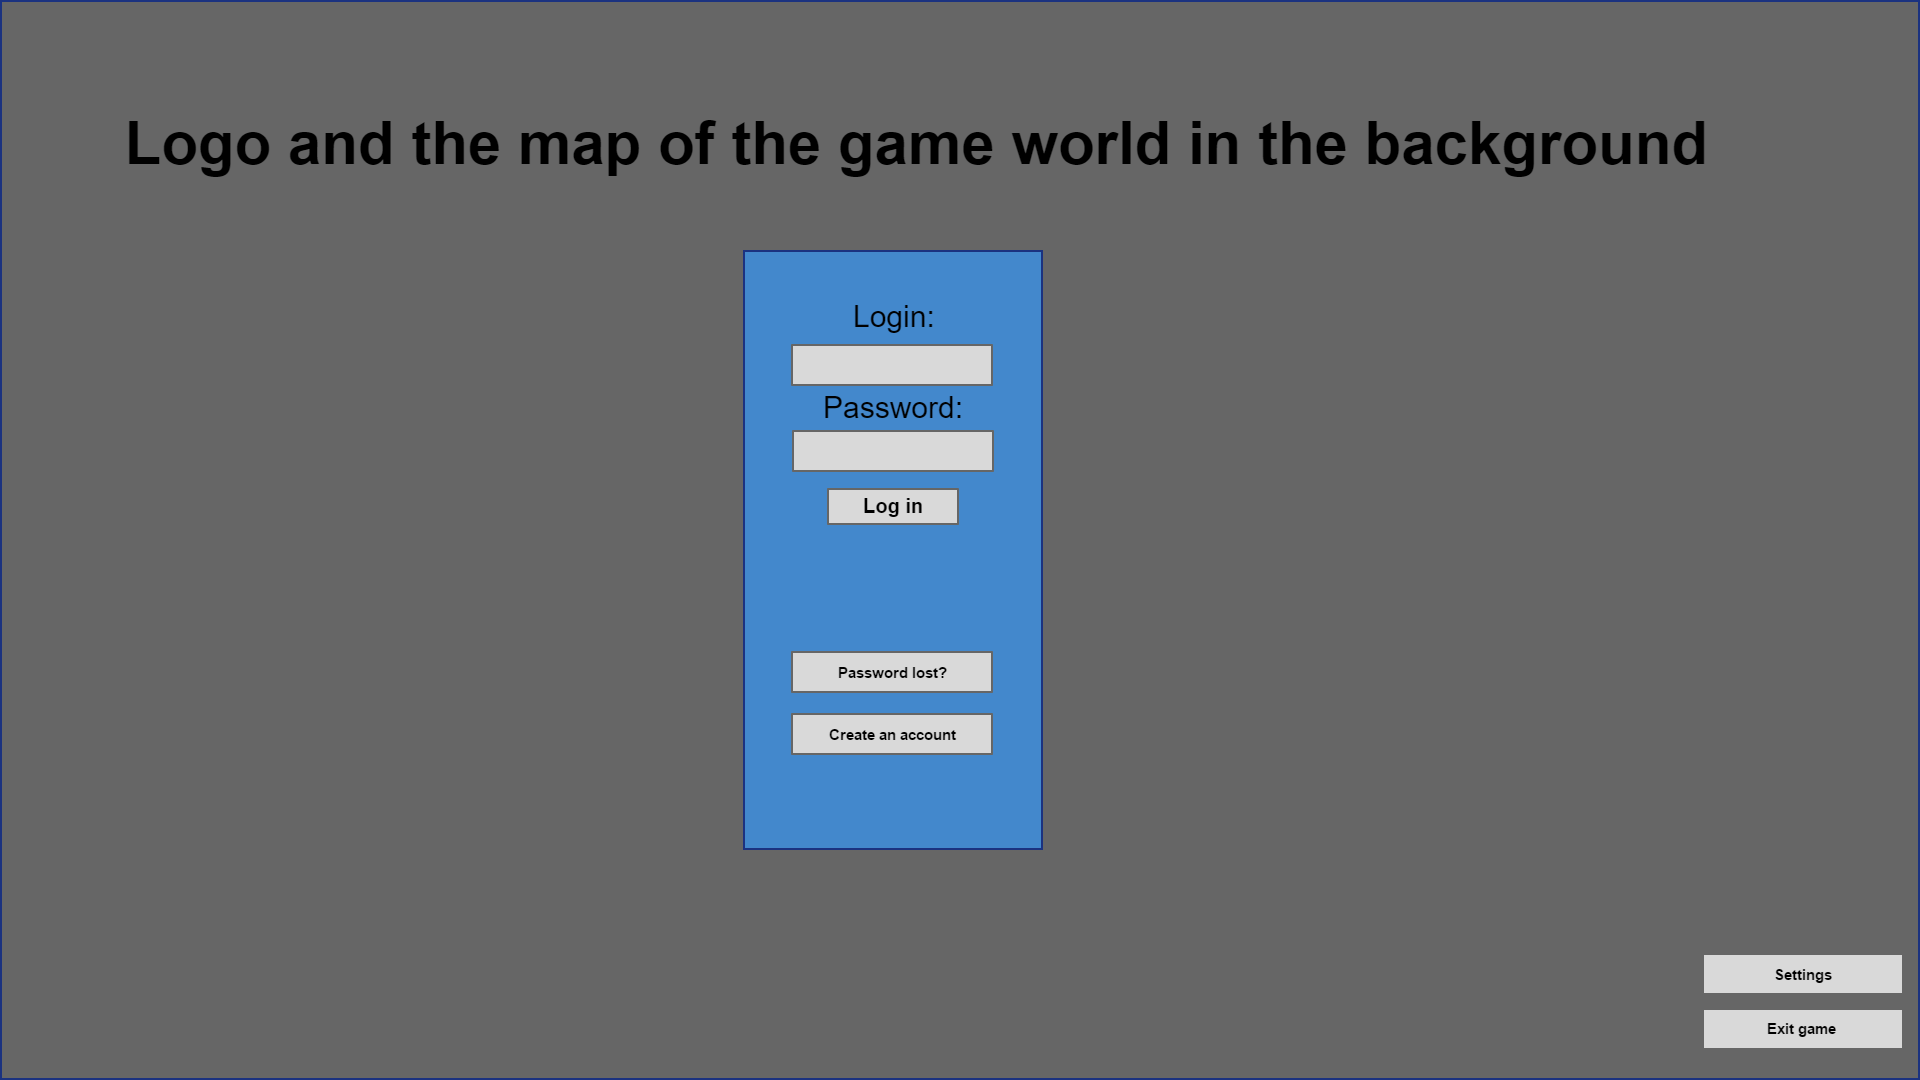 Logo and the map of the game world in the background
Login:
Password:
Log in
Password lost?
Create an account
Settings
Exit game